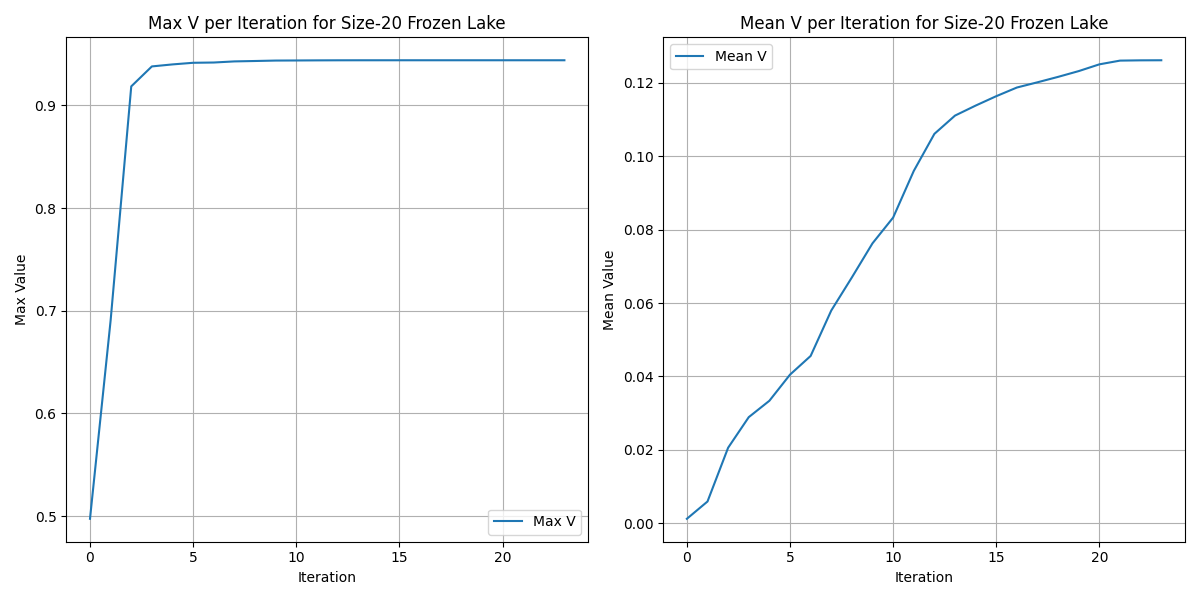 Max V per Iteration for Size-20 Frozen Lake
Max Value
0.9
0.8
0.7
0.6
0.5
Max V
0
5
10
15
20
Iteration
Mean V per Iteration for Size-20 Frozen Lake
Mean V
Mean Value
0.12
0.10
0.08
0.06
0.04
0.02
0.00
0
5
10
15
20
Iteration